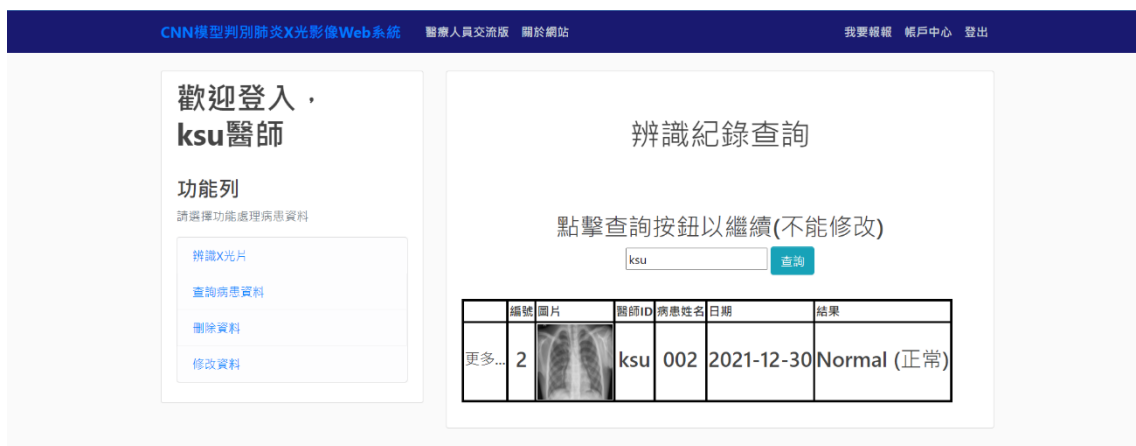 CNN模型判別肺炎X光影像Web系統 醫療人員交流版 關於網站 我要報報 帳戶中心 登出
歡迎登入，
ksu醫師
功能列
請選擇功能處理病患資料
辨識X光片
查詢病患資料
刪除資料
修改資料
辨識紀錄查詢
點擊查詢按鈕以繼續(不能修改)
ksu 查詢
編號 圖片 醫師ID 病患姓名 日期 結果
更多... 2 ksu 002 2021-12-30 Normal (正常)